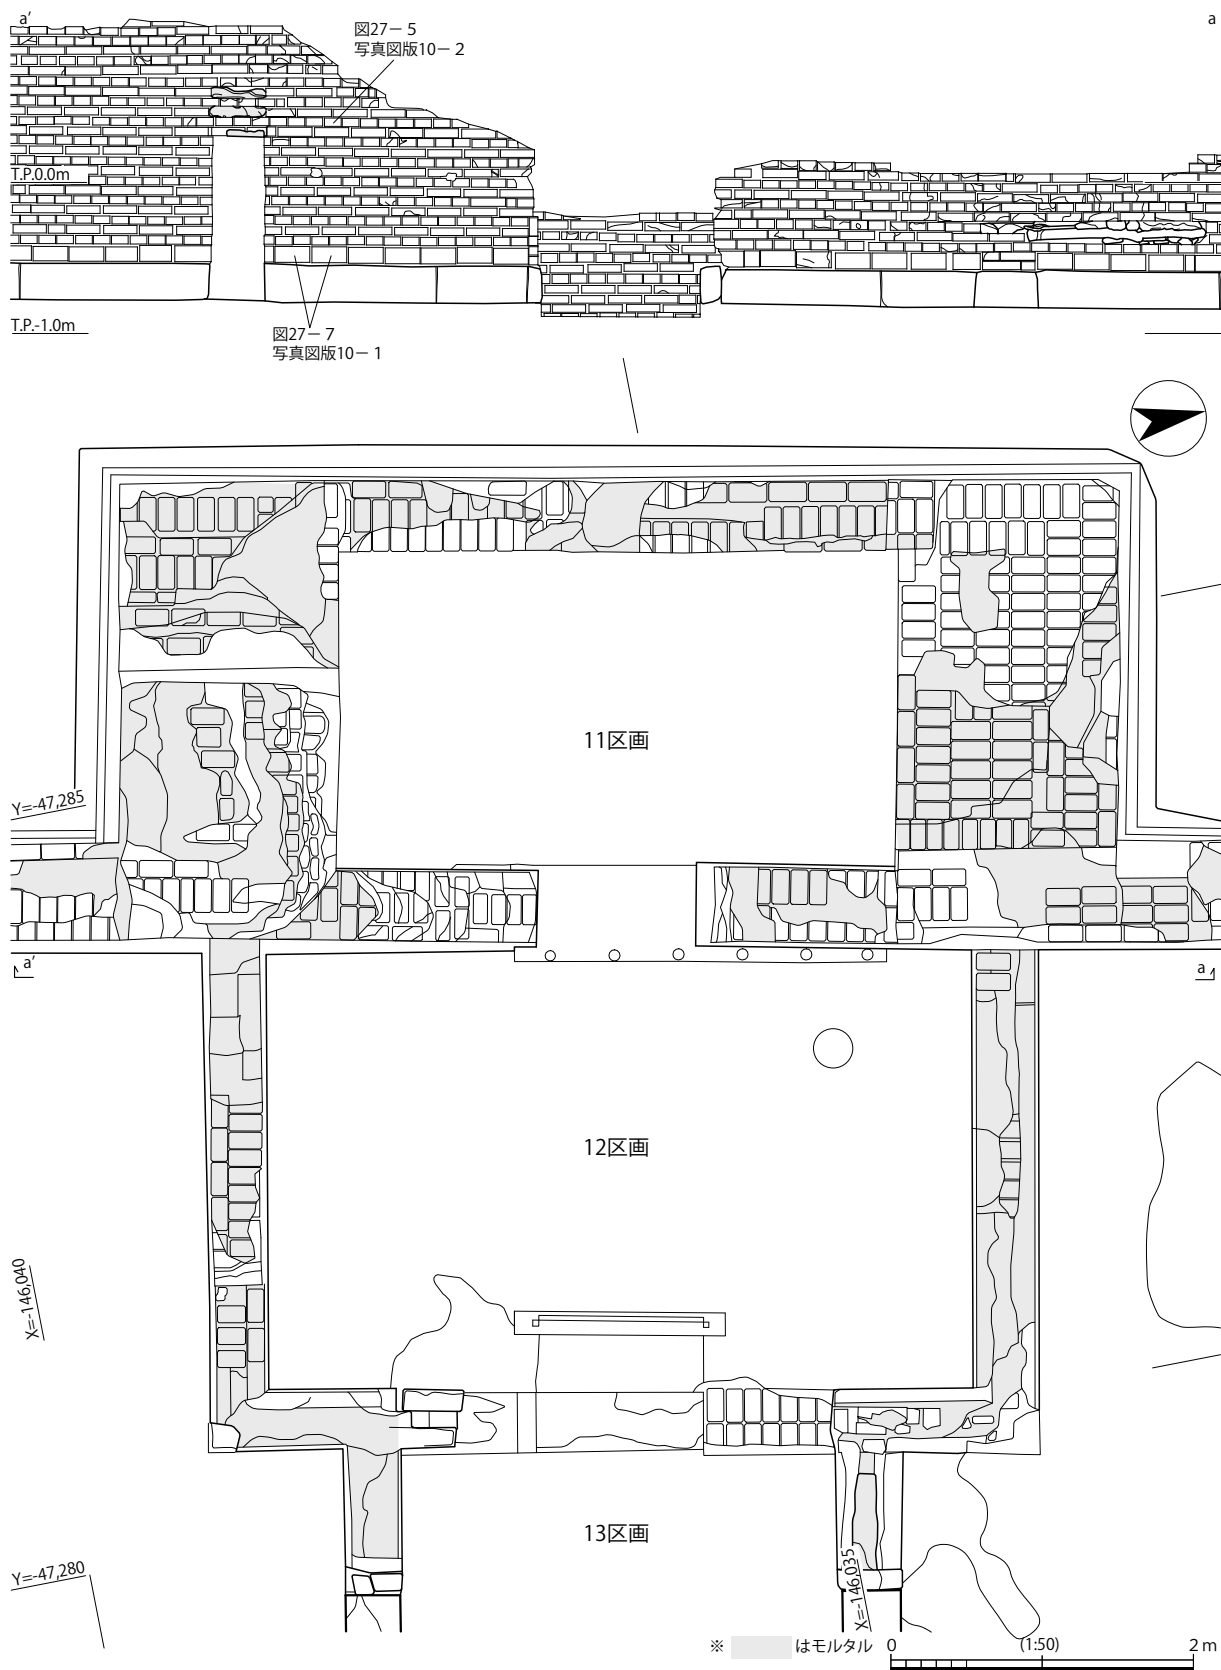 a'
a
図27－5
写真図版10－2
T.P.0.0m
T.P.-1.0m
図27－7
写真図版10－1
11区画
Y=-47,285
a'
a
12区画
X=-146,040
13区画
Y=-47,280
X=-146,035
※ はモルタル 0 (1:50) 2 m